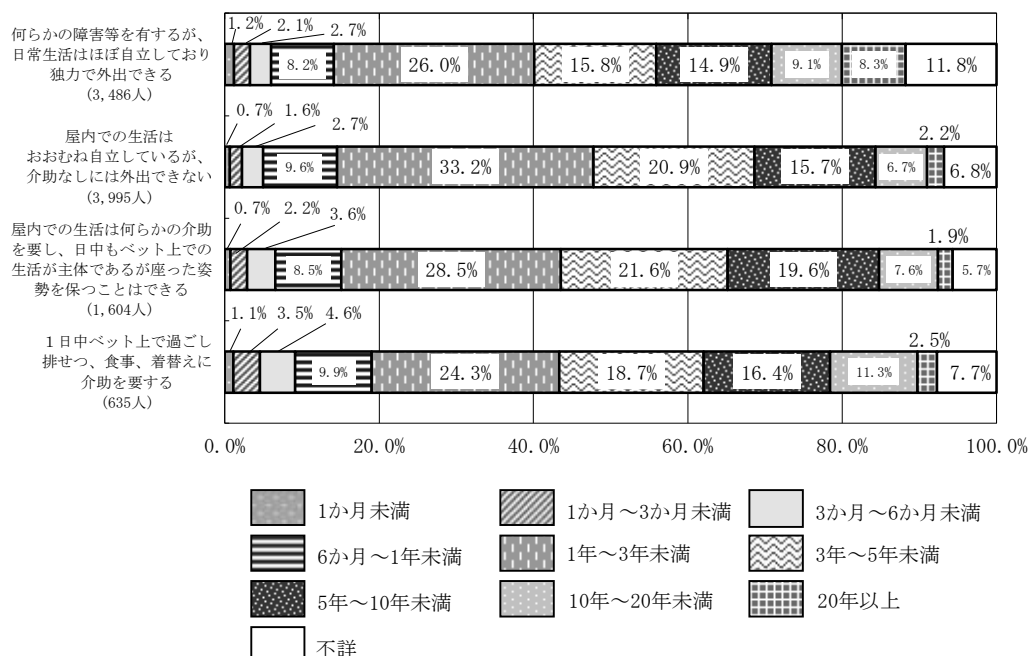 何らかの障害等を有するが、
日常生活はほぼ自立しており
独力で外出できる
(3,486人)
1.2%
2.1%
2.7%
8.2%
26.0%
15.8%
14.9%
9.1%
8.3%
11.8%
屋内での生活は
おおむね自立しているが、
介助なしには外出できない
(3,995人)
0.7%
1.6%
2.7%
9.6%
33.2%
20.9%
15.7%
6.7%
2.2%
6.8%
屋内での生活は何らかの介助
を要し、日中もベット上での
生活が主体であるが座った姿
勢を保つことはできる
(1,604人)
0.7%
2.2%
3.6%
8.5%
28.5%
21.6%
19.6%
7.6%
1.9%
5.7%
1日中ベット上で過ごし
排せつ、食事、着替えに
介助を要する
(635人)
1.1%
3.5%
4.6%
9.9%
24.3%
18.7%
16.4%
11.3%
2.5%
7.7%
0.0%
20.0%
40.0%
60.0%
80.0%
100.0%
1か月未満
1か月～3か月未満
3か月～6か月未満
6か月～1年未満
1年～3年未満
3年～5年未満
5年～10年未満
10年～20年未満
20年以上
不詳